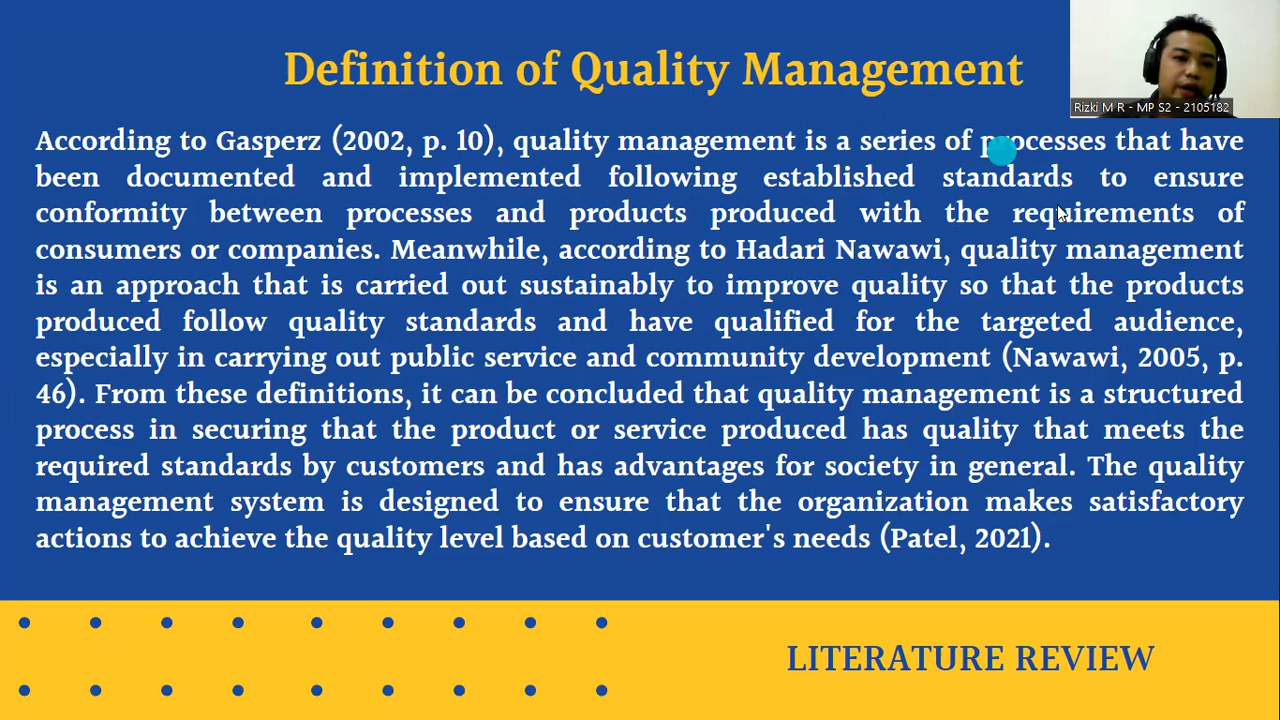 Definition of Quality Management
Rizki M R - MP S2 - 2105182
According to Gasperz (2002, p. 10), quality management is a series of processes that have
been documented and implemented following established standards to ensure
conformity between processes and products produced with the requirements of
consumers or companies. Meanwhile, according to Hadari Nawawi, quality management
is an approach that is carried out sustainably to improve quality so that the products
produced follow quality standards and have qualified for the targeted audience,
especially in carrying out public service and community development (Nawawi, 2005, p.
46). From these definitions, it can be concluded that quality management is a structured
process in securing that the product or service produced has quality that meets the
required standards by customers and has advantages for society in general. The quality
management system is designed to ensure that the organization makes satisfactory
actions to achieve the quality level based on customer's needs (Patel, 2021).
LITERATURE REVIEW